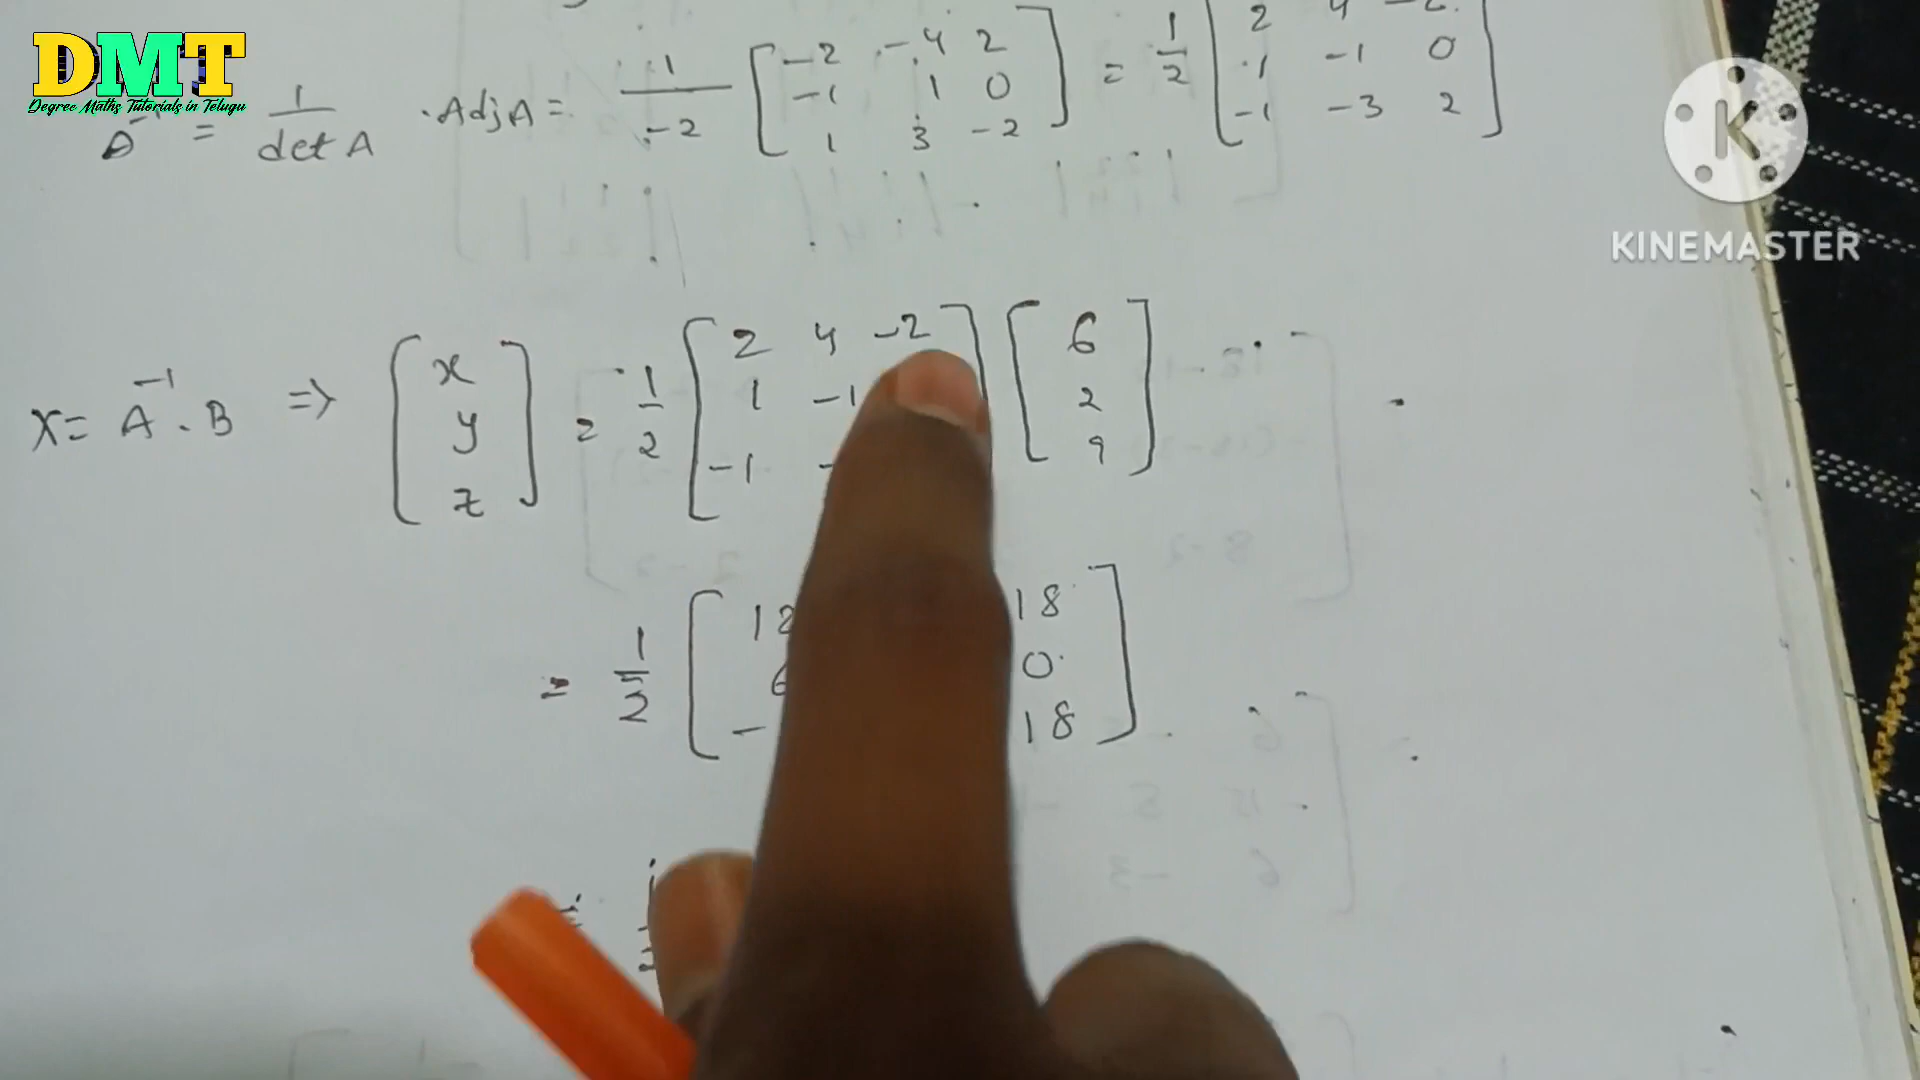 DMT
Degree Maths Tutorials in Telugu
KINEMASTER
A⁻¹ = 1/det A . Adj A = 1/-2 [-2 -4 2; -1 1 0; 1 3 -2] = 1/2 [2 4 -2; 1 -1 0; -1 -3 2]
X = A⁻¹ . B => [x; y; z] = 1/2 [2 4 -2; 1 -1; -1 -] [6; 2; 9]
= 1/2 [12 18; 6 0; - 18]